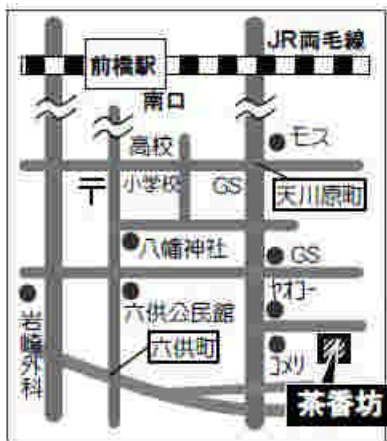 JR両毛線
前橋駅
南口
モス
高校
〒
小学校
GS
天川原町
八幡神社
GS
ヤオコー
六供公民館
岩崎外科
六供町
コメリ
茶香坊